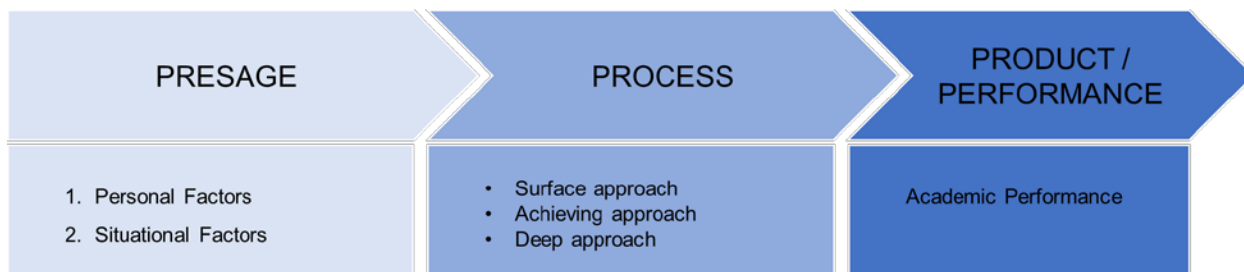 PRESAGE
PROCESS
PRODUCT /
PERFORMANCE
1. Personal Factors
2. Situational Factors
• Surface approach
• Achieving approach
• Deep approach
Academic Performance